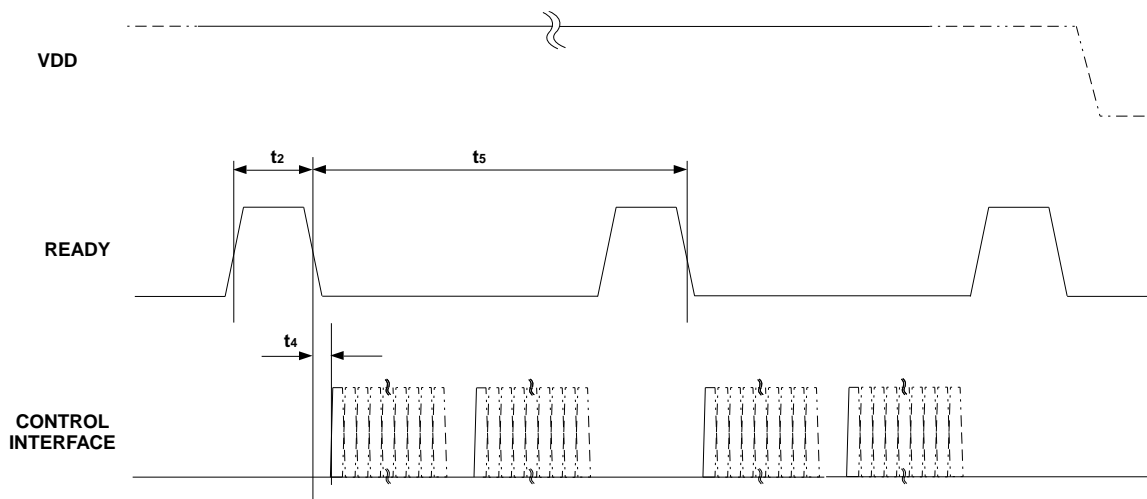 VDD
t2
t5
READY
t4
CONTROL
INTERFACE